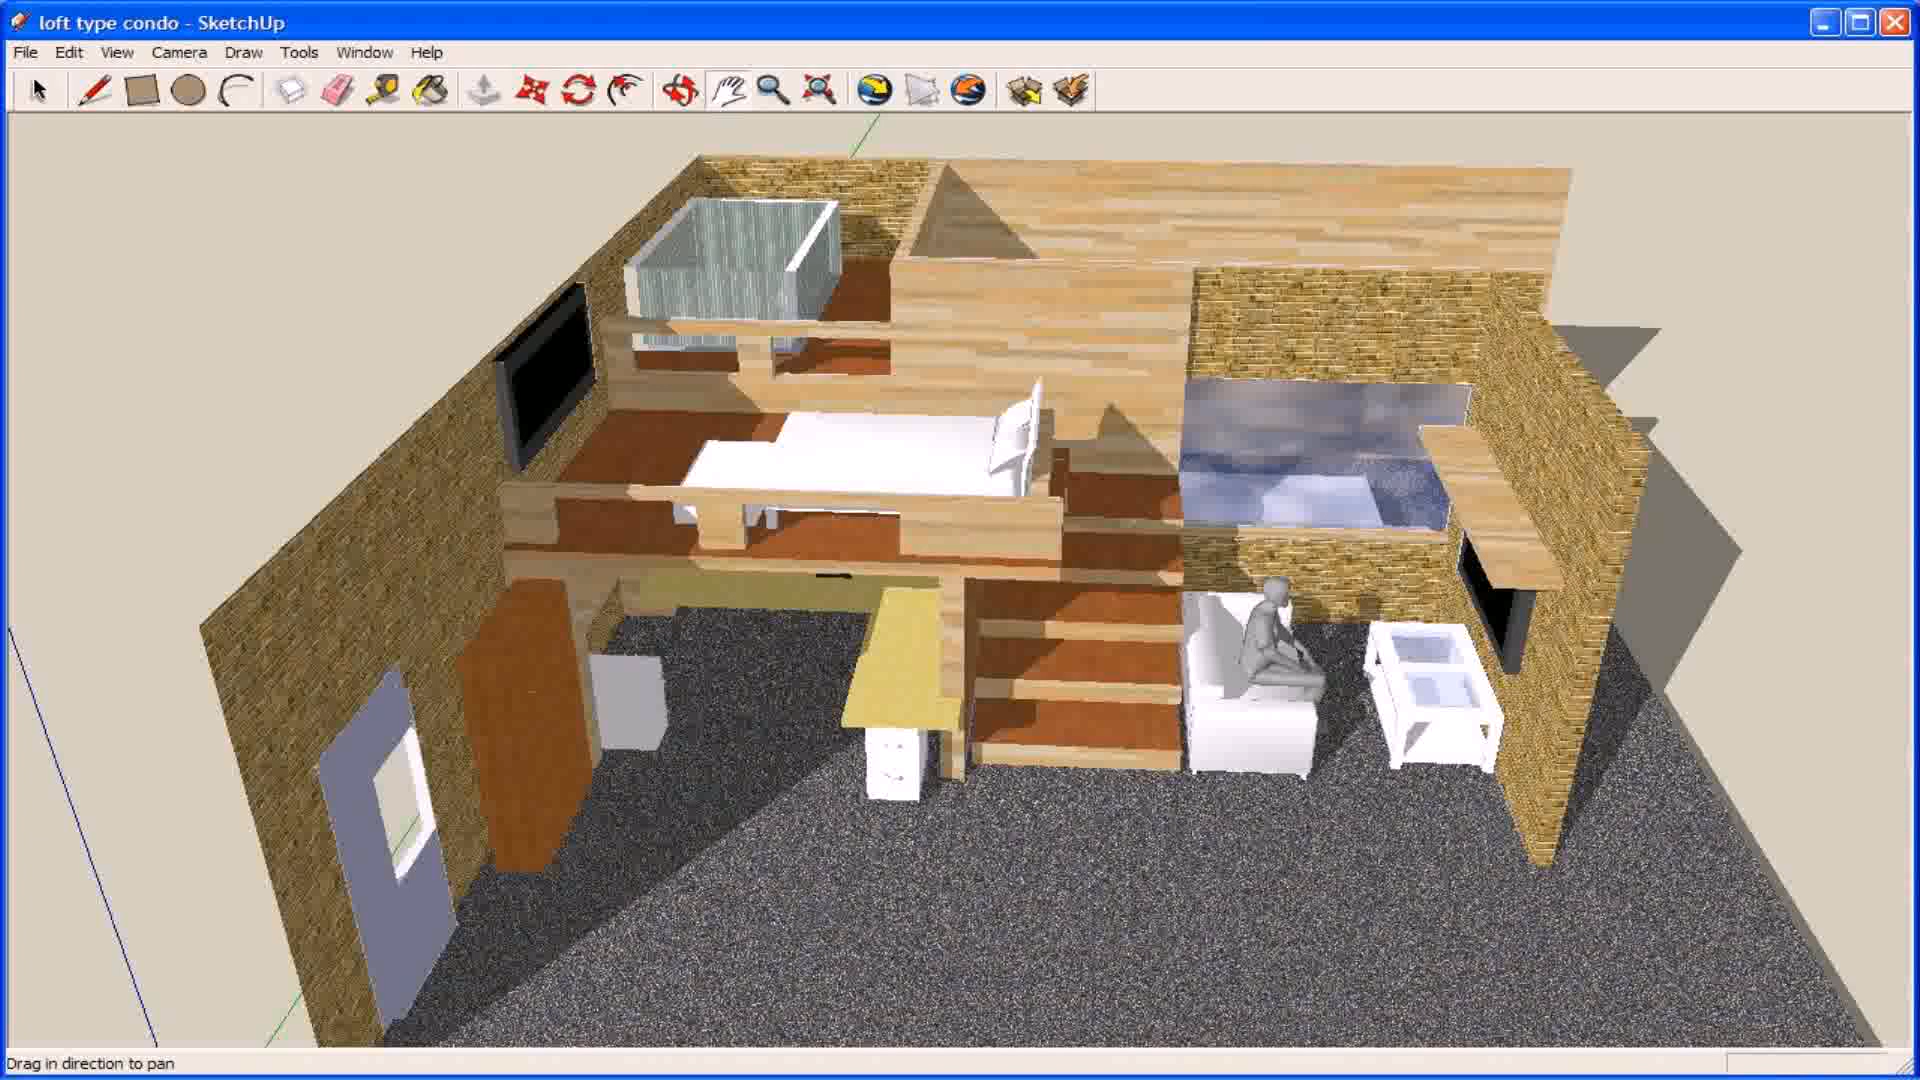 loft type condo - SketchUp
File Edit View Camera Draw Tools Window Help
Drag in direction to pan